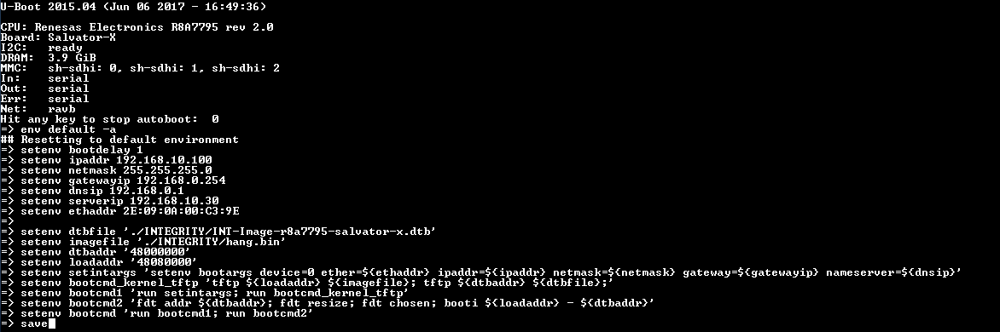 U-Boot 2015.04 (Jun 06 2017 - 16:49:36)
CPU: Renesas Electronics R8A7795 rev 2.0
Board: Salvator-X
I2C:   ready
DRAM:  3.9 GiB
MMC:   sh-sdhi: 0, sh-sdhi: 1, sh-sdhi: 2
In:    serial
Out:   serial
Err:   serial
Net:   ravb
Hit any key to stop autoboot:  0
=> env default -a
## Resetting to default environment
=> setenv bootdelay 1
=> setenv ipaddr 192.168.10.100
=> setenv netmask 255.255.255.0
=> setenv gatewayip 192.168.0.254
=> setenv dnsip 192.168.0.1
=> setenv serverip 192.168.10.30
=> setenv ethaddr 2E:09:0A:00:C3:9E
=>
=> setenv dtbfile './INTEGRITY/INT-Image-r8a7795-salvator-x.dtb'
=> setenv imagefile './INTEGRITY/hang.bin'
=> setenv dtbaddr '48000000'
=> setenv loadaddr '48080000'
=> setenv setintargs 'setenv bootargs device=0 ether=${ethaddr} ipaddr=${ipaddr} netmask=${netmask} gateway=${gatewayip} nameserver=${dnsip}'
=> setenv bootcmd_kernel_tftp 'tftp ${loadaddr} ${imagefile}; tftp ${dtbaddr} ${dtbfile};'
=> setenv bootcmd1 'run setintargs; run bootcmd_kernel_tftp'
=> setenv bootcmd2 'fdt addr ${dtbaddr}; fdt resize; fdt chosen; booti ${loadaddr} - ${dtbaddr}'
=> setenv bootcmd 'run bootcmd1; run bootcmd2'
=> save